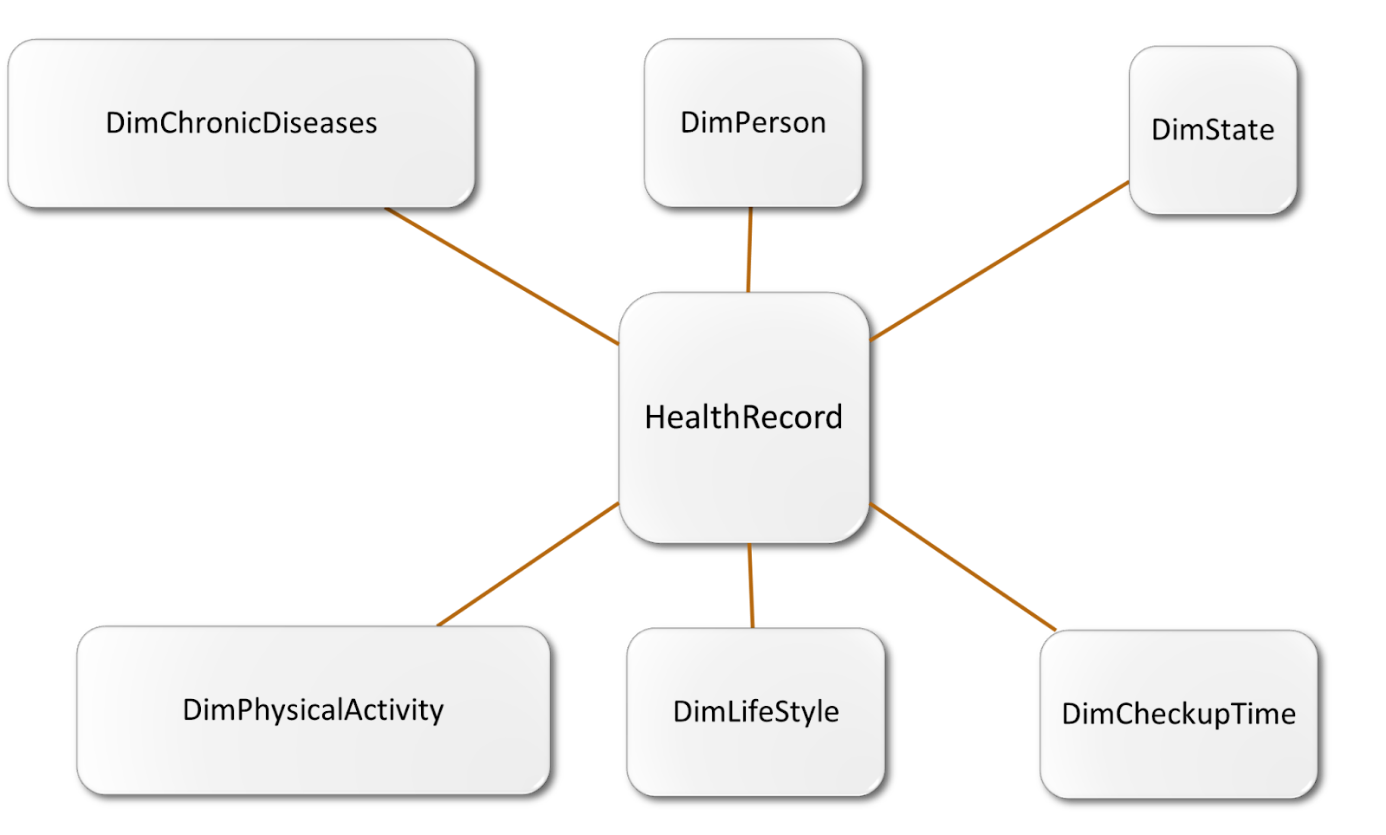 DimChronicDiseases
DimPerson
DimState
HealthRecord
DimPhysicalActivity
DimLifeStyle
DimCheckupTime